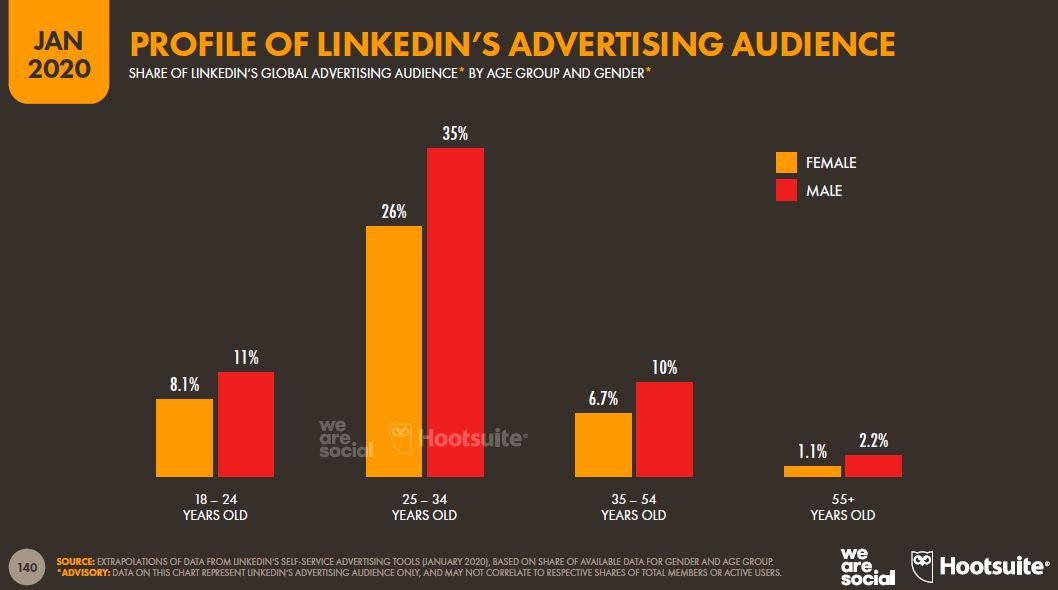 JAN
2020
PROFILE OF LINKEDIN'S ADVERTISING AUDIENCE
SHARE OF LINKEDIN'S GLOBAL ADVERTISING AUDIENCE* BY AGE GROUP AND GENDER*
FEMALE
MALE
8.1%
11%
26%
35%
6.7%
10%
1.1%
2.2%
we
are
social
Hootsuite®
18 – 24
YEARS OLD
25 – 34
YEARS OLD
35 – 54
YEARS OLD
55+
YEARS OLD
140
SOURCE: EXTRAPOLATIONS OF DATA FROM LINKEDIN'S SELF-SERVICE ADVERTISING TOOLS (JANUARY 2020), BASED ON SHARE OF AVAILABLE DATA FOR GENDER AND AGE GROUP.
*ADVISORY: DATA ON THIS CHART REPRESENT LINKEDIN'S ADVERTISING AUDIENCE ONLY, AND MAY NOT CORRELATE TO RESPECTIVE SHARES OF TOTAL MEMBERS OR ACTIVE USERS.
we
are
social
Hootsuite®